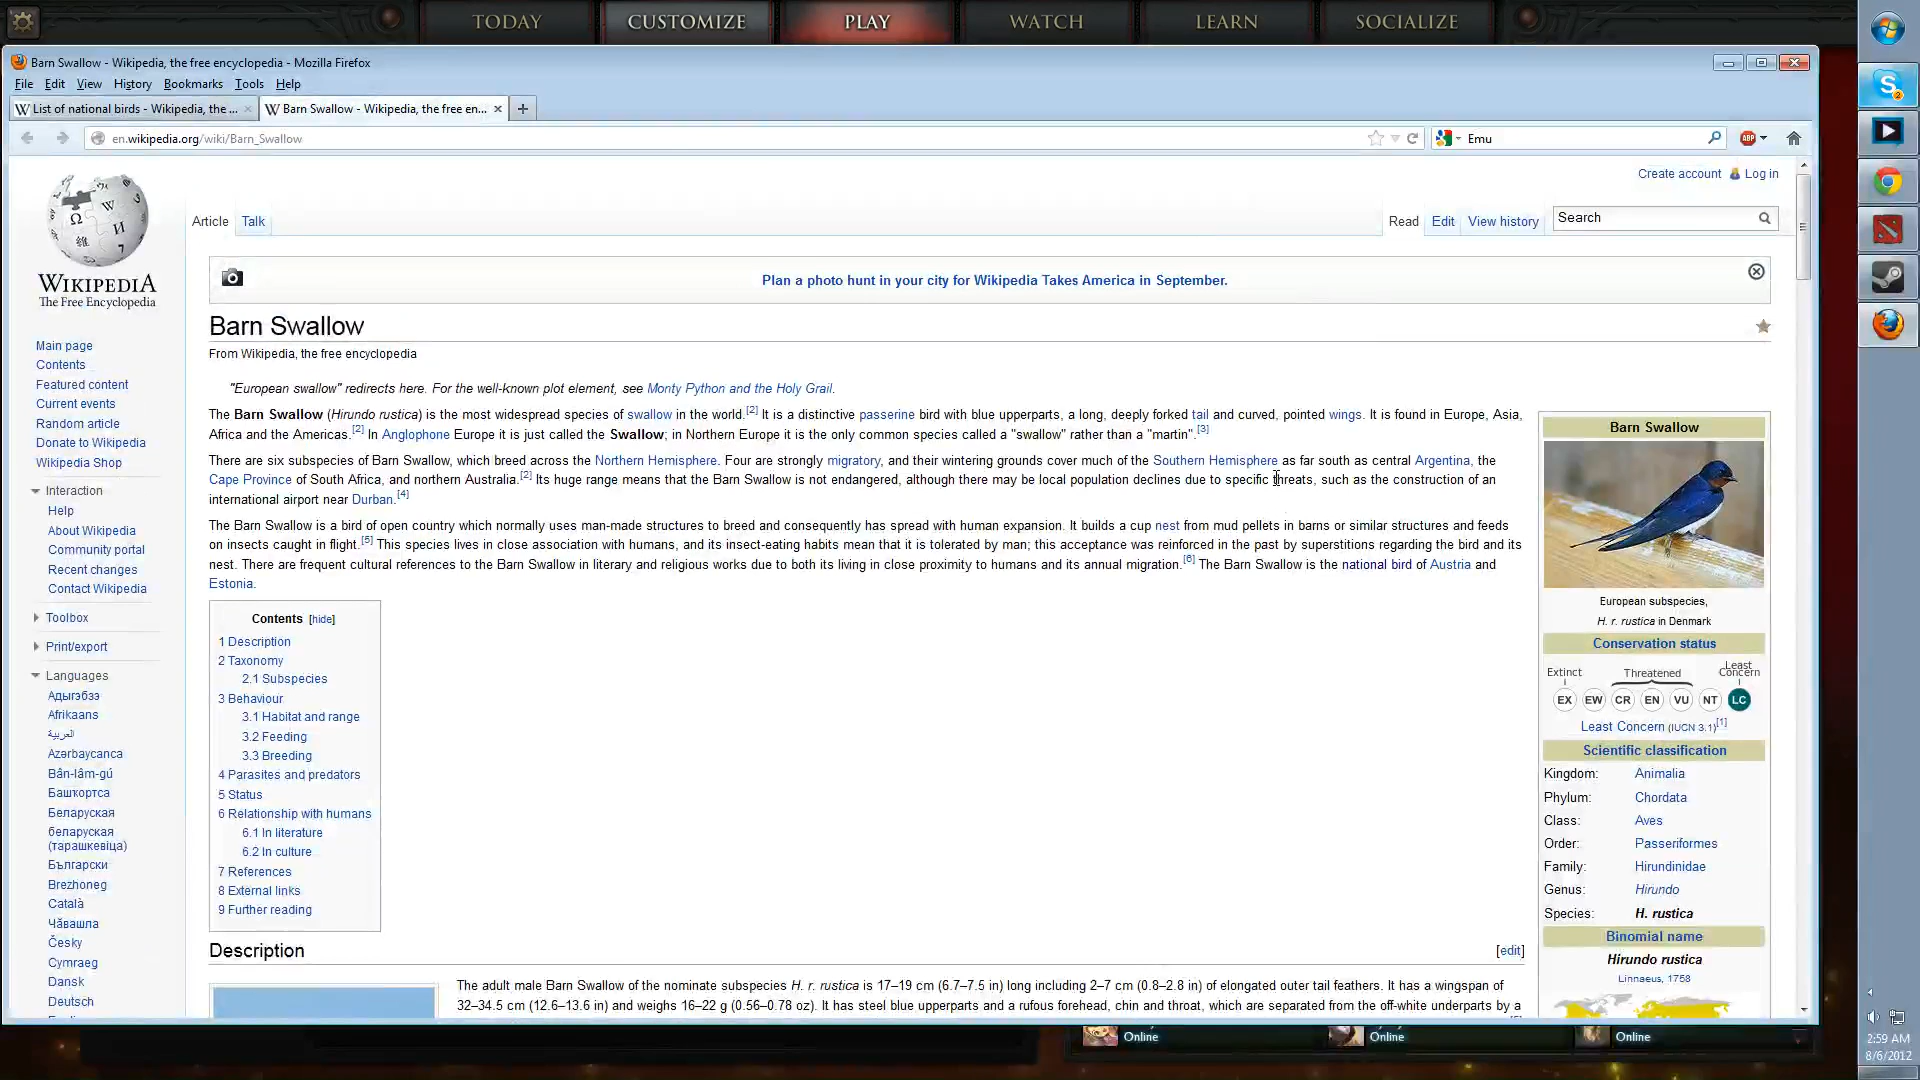 TODAY CUSTOMIZE PLAY WATCH LEARN SOCIALIZE
Barn Swallow - Wikipedia, the free encyclopedia - Mozilla Firefox
File Edit View History Bookmarks Tools Help
List of national birds - Wikipedia, the ... Barn Swallow - Wikipedia, the free en...
en.wikipedia.org/wiki/Barn_Swallow Emu ABP
Create account Log in
Article Talk Read Edit View history Search
WIKIPEDIA
The Free Encyclopedia
Plan a photo hunt in your city for Wikipedia Takes America in September.
Main page
Contents
Featured content
Current events
Random article
Donate to Wikipedia
Wikipedia Shop
Interaction
Help
About Wikipedia
Community portal
Recent changes
Contact Wikipedia
Toolbox
Print/export
Languages
Адыгэбзэ
Afrikaans
العربية
Azərbaycanca
Bân-lâm-gú
Башҡортса
Беларуская
беларуская
(тарашкевіца)
Български
Brezhoneg
Català
Чӑвашла
Česky
Cymraeg
Dansk
Deutsch
Barn Swallow
From Wikipedia, the free encyclopedia
"European swallow" redirects here. For the well-known plot element, see Monty Python and the Holy Grail.
The Barn Swallow (Hirundo rustica) is the most widespread species of swallow in the world.[2] It is a distinctive passerine bird with blue upperparts, a long, deeply forked tail and curved, pointed wings. It is found in Europe, Asia,
Africa and the Americas.[2] In Anglophone Europe it is just called the Swallow; in Northern Europe it is the only common species called a "swallow" rather than a "martin".[3]
There are six subspecies of Barn Swallow, which breed across the Northern Hemisphere. Four are strongly migratory, and their wintering grounds cover much of the Southern Hemisphere as far south as central Argentina, the
Cape Province of South Africa, and northern Australia.[2] Its huge range means that the Barn Swallow is not endangered, although there may be local population declines due to specific threats, such as the construction of an
international airport near Durban.[4]
The Barn Swallow is a bird of open country which normally uses man-made structures to breed and consequently has spread with human expansion. It builds a cup nest from mud pellets in barns or similar structures and feeds
on insects caught in flight.[5] This species lives in close association with humans, and its insect-eating habits mean that it is tolerated by man; this acceptance was reinforced in the past by superstitions regarding the bird and its
nest. There are frequent cultural references to the Barn Swallow in literary and religious works due to both its living in close proximity to humans and its annual migration.[6] The Barn Swallow is the national bird of Austria and
Estonia.
Contents [hide]
1 Description
2 Taxonomy
2.1 Subspecies
3 Behaviour
3.1 Habitat and range
3.2 Feeding
3.3 Breeding
4 Parasites and predators
5 Status
6 Relationship with humans
6.1 In literature
6.2 In culture
7 References
8 External links
9 Further reading
Description [edit]
The adult male Barn Swallow of the nominate subspecies H. r. rustica is 17–19 cm (6.7–7.5 in) long including 2–7 cm (0.8–2.8 in) of elongated outer tail feathers. It has a wingspan of
32–34.5 cm (12.6–13.6 in) and weighs 16–22 g (0.56–0.78 oz). It has steel blue upperparts and a rufous forehead, chin and throat, which are separated from the off-white underparts by a
Barn Swallow
European subspecies,
H. r. rustica in Denmark
Conservation status
Extinct Threatened Least Concern
EX EW CR EN VU NT LC
Least Concern (IUCN 3.1)[1]
Scientific classification
Kingdom: Animalia
Phylum: Chordata
Class: Aves
Order: Passeriformes
Family: Hirundinidae
Genus: Hirundo
Species: H. rustica
Binomial name
Hirundo rustica
Linnaeus, 1758
Online Online Online
2:59 AM
8/6/2012